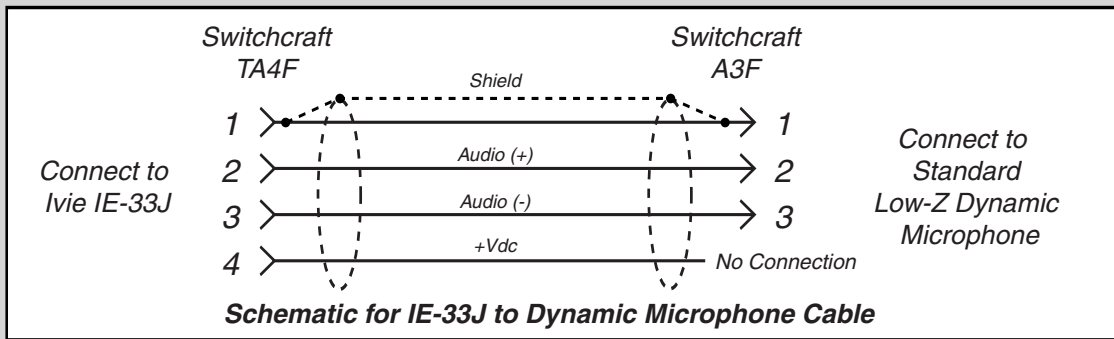 Switchcraft
TA4F
Switchcraft
A3F
Shield
1
1
Connect to
Ivie IE-33J
2
Audio (+)
2
3
Audio (-)
3
4
+Vdc
No Connection
Connect to
Standard
Low-Z Dynamic
Microphone
Schematic for IE-33J to Dynamic Microphone Cable